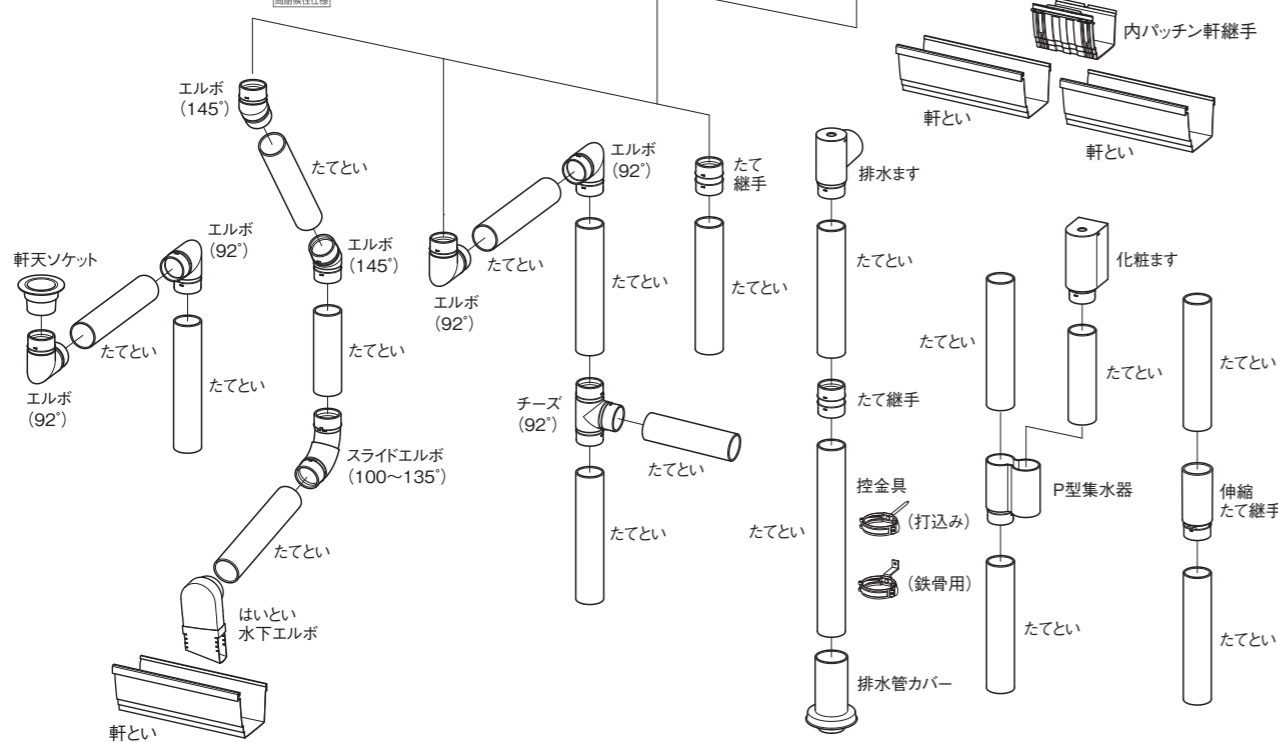 高耐候性仕様
内パッチン軒継手
軒とい
軒とい
エルボ
(145°)
たてとい
エルボ
(145°)
たてとい
スライドエルボ
(100〜135°)
たてとい
はいとい
水下エルボ
軒とい
軒天ソケット
エルボ
(92°)
たてとい
エルボ
(92°)
たてとい
エルボ
(92°)
たてとい
エルボ
(92°)
たてとい
チーズ
(92°)
たてとい
たてとい
たて
継手
たてとい
排水ます
たてとい
たて継手
たてとい
控金具
(打込み)
(鉄骨用)
排水管カバー
化粧ます
たてとい
たてとい
P型集水器
たてとい
たてとい
伸縮
たて継手
たてとい